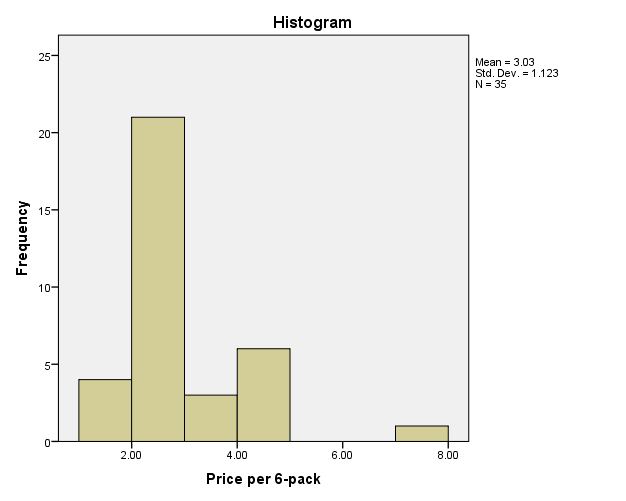 Histogram
Mean = 3.03
Std. Dev. = 1.123
N = 35
25
20
15
10
5
0
Frequency
2.00 4.00 6.00 8.00
Price per 6-pack